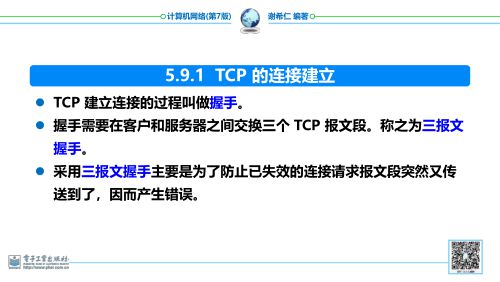 计算机网络(第7版) 谢希仁 编著
5.9.1 TCP 的连接建立
TCP 建立连接的过程叫做握手。
握手需要在客户和服务器之间交换三个 TCP 报文段。称之为三报文
握手。
采用三报文握手主要是为了防止已失效的连接请求报文段突然又传
送到了，因而产生错误。
电子工业出版社
http://www.phei.com.cn